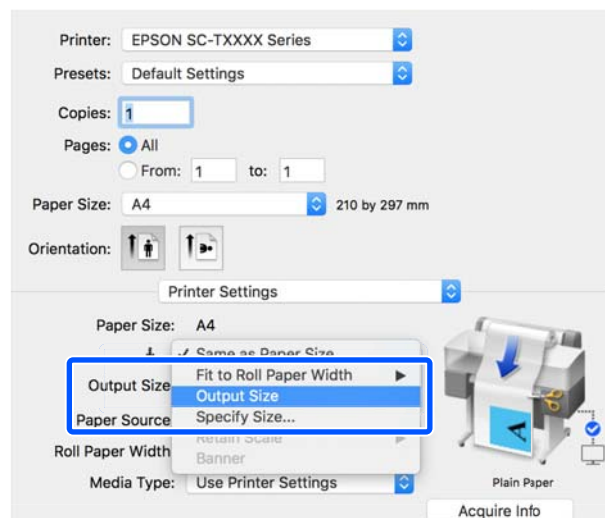 Printer: EPSON SC-TXXXX Series
Presets: Default Settings
Copies: 1
Pages: All
From: 1 to: 1
Paper Size: A4 210 by 297 mm
Orientation:
Printer Settings
Paper Size: A4
✓ Same as Paper Size
Fit to Roll Paper Width
Output Size Output Size
Paper Source Specify Size...
Retain Scale
Roll Paper Width Banner
Media Type: Use Printer Settings
Plain Paper
Acquire Info